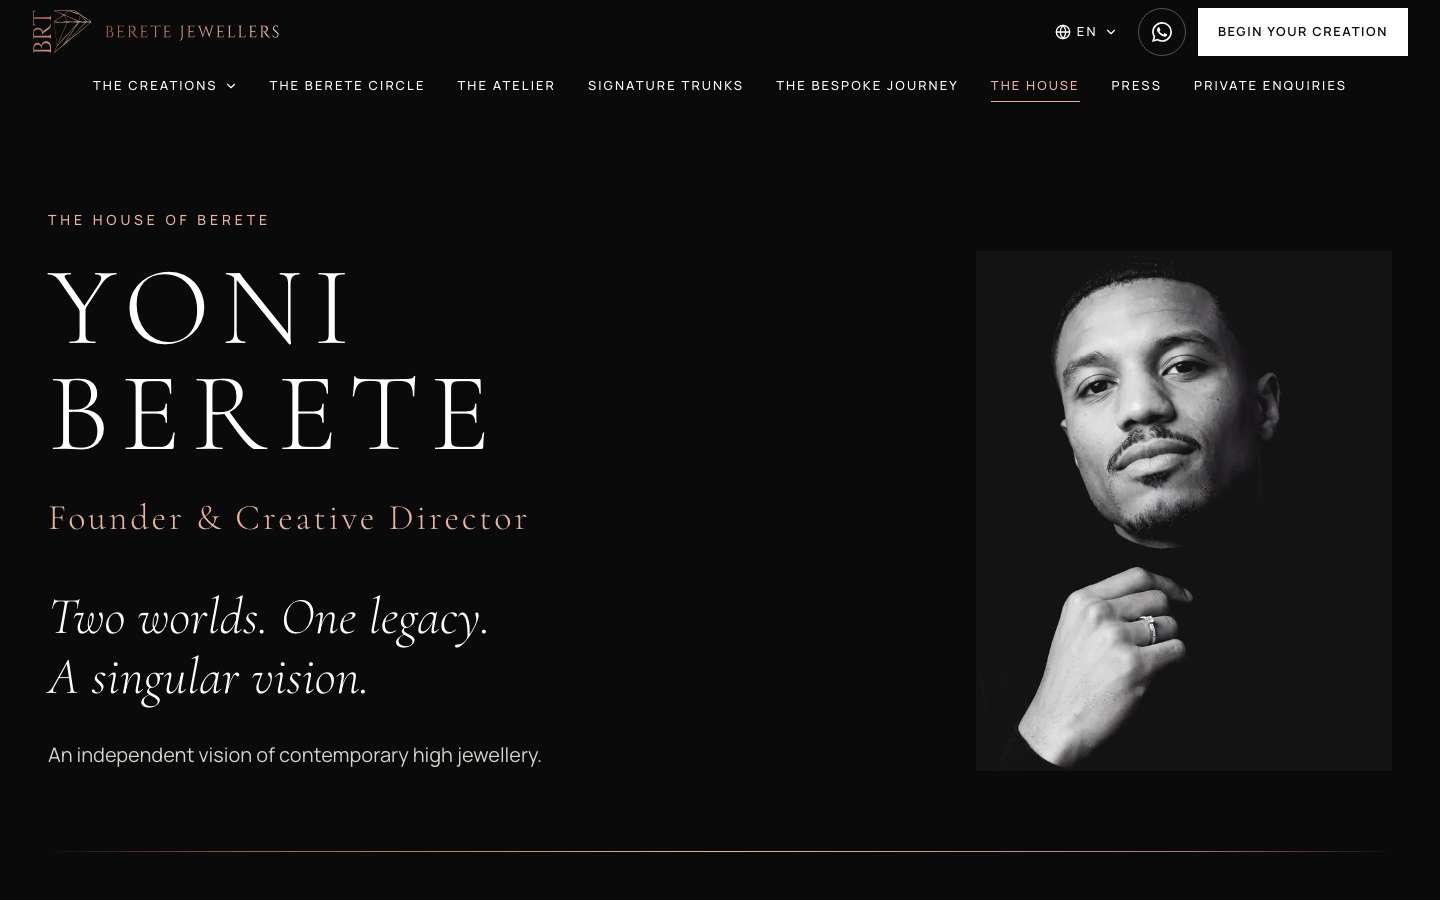 BRT
BERETE JEWELLERS
EN
BEGIN YOUR CREATION
THE CREATIONS
THE BERETE CIRCLE
THE ATELIER
SIGNATURE TRUNKS
THE BESPOKE JOURNEY
THE HOUSE
PRESS
PRIVATE ENQUIRIES
THE HOUSE OF BERETE
YONI
BERETE
Founder & Creative Director
Two worlds. One legacy.
A singular vision.
An independent vision of contemporary high jewellery.